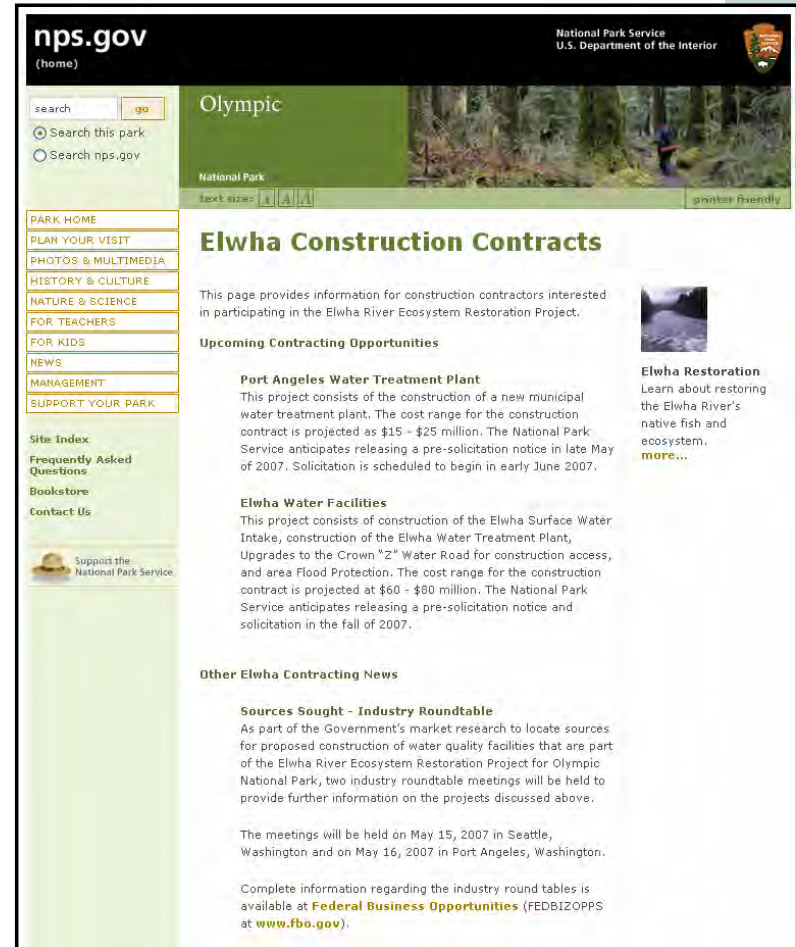 nps.gov
(home)
National Park Service
U.S. Department of the Interior
search
go
Search this park
Search nps.gov
Olympic
National Park
text size: A A A
printer friendly
PARK HOME
PLAN YOUR VISIT
PHOTOS & MULTIMEDIA
HISTORY & CULTURE
NATURE & SCIENCE
FOR TEACHERS
FOR KIDS
NEWS
MANAGEMENT
SUPPORT YOUR PARK
Site Index
Frequently Asked
Questions
Bookstore
Contact Us
Support the
National Park Service
Elwha Construction Contracts
This page provides information for construction contractors interested
in participating in the Elwha River Ecosystem Restoration Project.
Upcoming Contracting Opportunities
Port Angeles Water Treatment Plant
This project consists of the construction of a new municipal
water treatment plant. The cost range for the construction
contract is projected as $15 - $25 million. The National Park
Service anticipates releasing a pre-solicitation notice in late May
of 2007. Solicitation is scheduled to begin in early June 2007.
Elwha Water Facilities
This project consists of construction of the Elwha Surface Water
Intake, construction of the Elwha Water Treatment Plant,
Upgrades to the Crown "Z" Water Road for construction access,
and area Flood Protection. The cost range for the construction
contract is projected at $60 - $80 million. The National Park
Service anticipates releasing a pre-solicitation notice and
solicitation in the fall of 2007.
Other Elwha Contracting News
Sources Sought - Industry Roundtable
As part of the Government's market research to locate sources
for proposed construction of water quality facilities that are part
of the Elwha River Ecosystem Restoration Project for Olympic
National Park, two industry roundtable meetings will be held to
provide further information on the projects discussed above.
The meetings will be held on May 15, 2007 in Seattle,
Washington and on May 16, 2007 in Port Angeles, Washington.
Complete information regarding the industry round tables is
available at Federal Business Opportunities (FEDBIZOPPS
at www.fbo.gov).
Elwha Restoration
Learn about restoring
the Elwha River's
native fish and
ecosystem.
more...